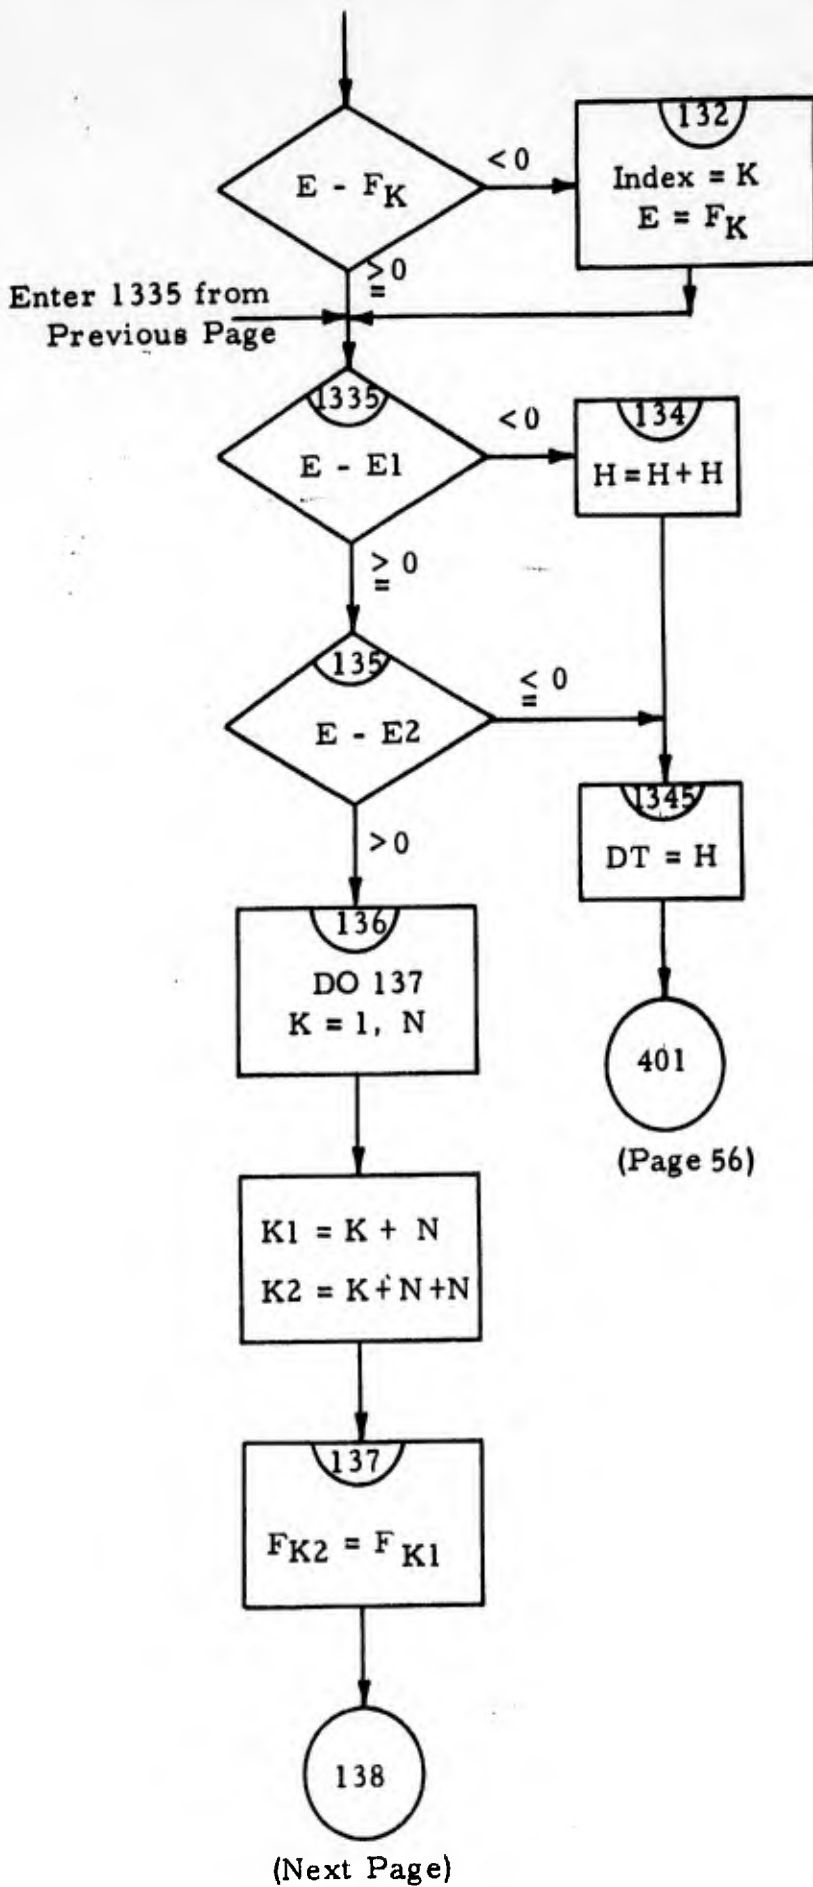 E - F_K
< 0
132
Index = K
E = F_K
≥ 0
Enter 1335 from
Previous Page
1335
E - E1
< 0
134
H = H + H
≥ 0
135
E - E2
≤ 0
1345
DT = H
> 0
136
DO 137
K = 1, N
401
(Page 56)
K1 = K + N
K2 = K+N+N
137
F_K2 = F_K1
138
(Next Page)